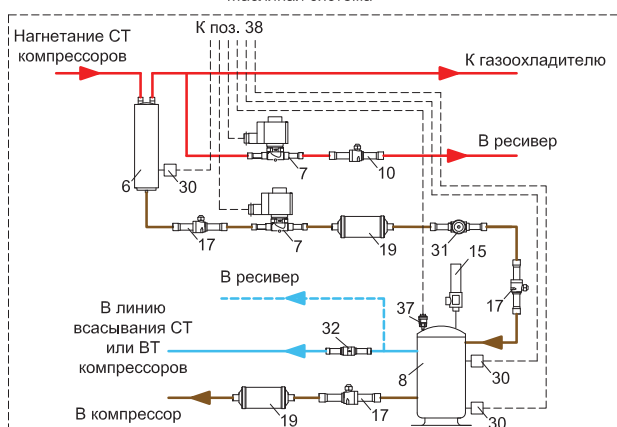 Нагнетание СТ
компрессоров
К поз. 38
К газоохладителю
В ресивер
6
30
7
10
17
7
19
31
15
17
В ресивер
В линию
всасывания СТ
или ВТ
компрессоров
32
37
8
30
В компрессор
19
17
30